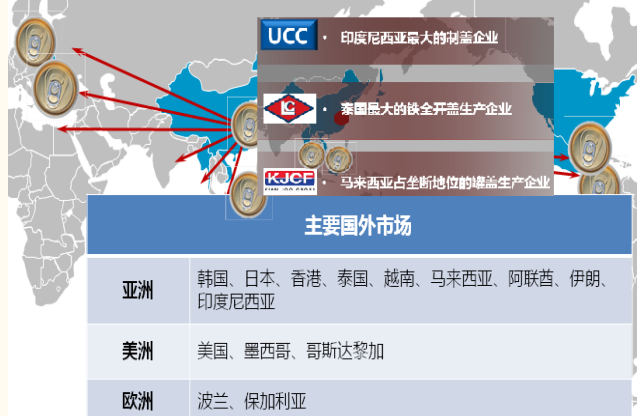 UCC
• 印度尼西亚最大的制盖企业
LG
• 泰国最大的铁全开盖生产企业
KJCF
• 马来西亚占垄断地位的罐盖生产企业
主要国外市场
亚洲
韩国、日本、香港、泰国、越南、马来西亚、阿联酋、伊朗、
印度尼西亚
美洲
美国、墨西哥、哥斯达黎加
欧洲
波兰、保加利亚